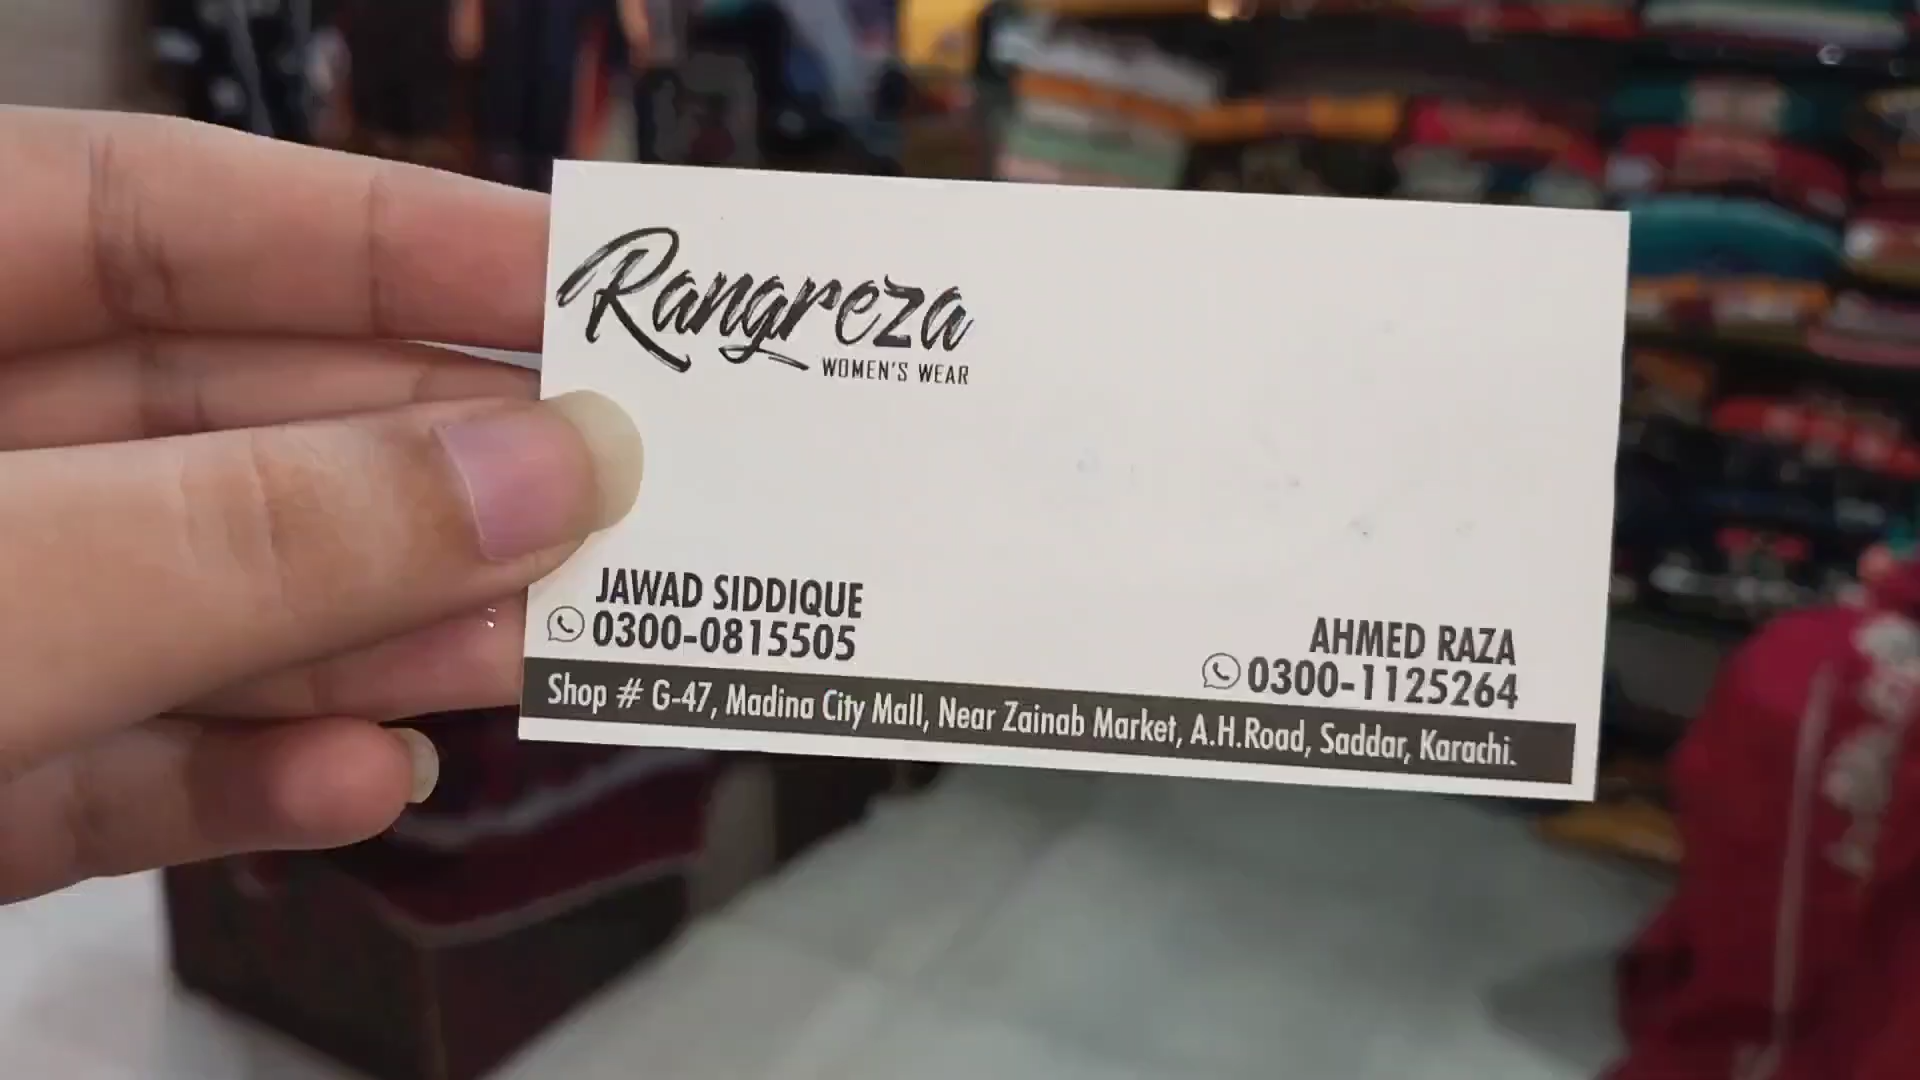 Rangreza
WOMEN'S WEAR
JAWAD SIDDIQUE
0300-0815505
AHMED RAZA
0300-1125264
Shop # G-47, Madina City Mall, Near Zainab Market, A.H.Road, Saddar, Karachi.